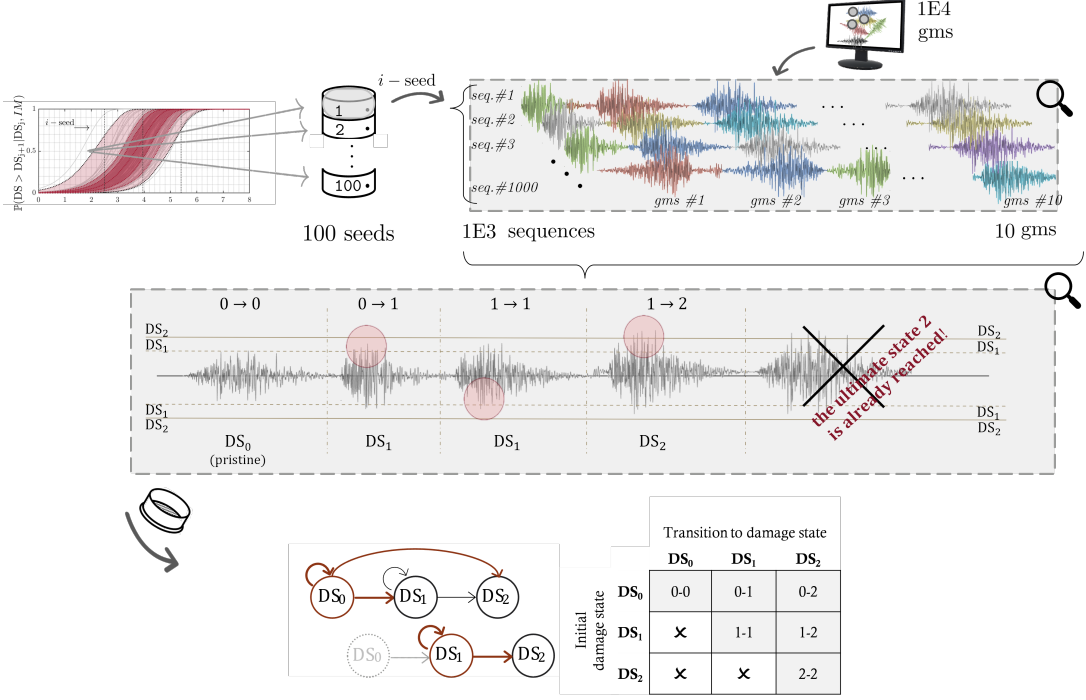 1E4
gms
P(DS > DS_{j+1}|DS_j, IM)
1
0.5
0
0 1 2 3 4 5 6 7 8
i−seed
1
2
100
100 seeds
i − seed
seq.#1
seq.#2
seq.#3
seq.#1000
. . .
. . .
. . .
. . .
gms #1 gms #2 gms #3 gms #10
1E3 sequences 10 gms
0 → 0 0 → 1 1 → 1 1 → 2
DS₂ DS₂
DS₁ DS₁
DS₁ DS₁
DS₂ DS₂
the ultimate state 2
is already reached!
DS₀ DS₁ DS₁ DS₂
(pristine)
DS₀ DS₁ DS₂
DS₀ DS₁ DS₂
Transition to damage state
DS₀ DS₁ DS₂
Initial
damage state
DS₀ 0-0 0-1 0-2
DS₁ ✗ 1-1 1-2
DS₂ ✗ ✗ 2-2